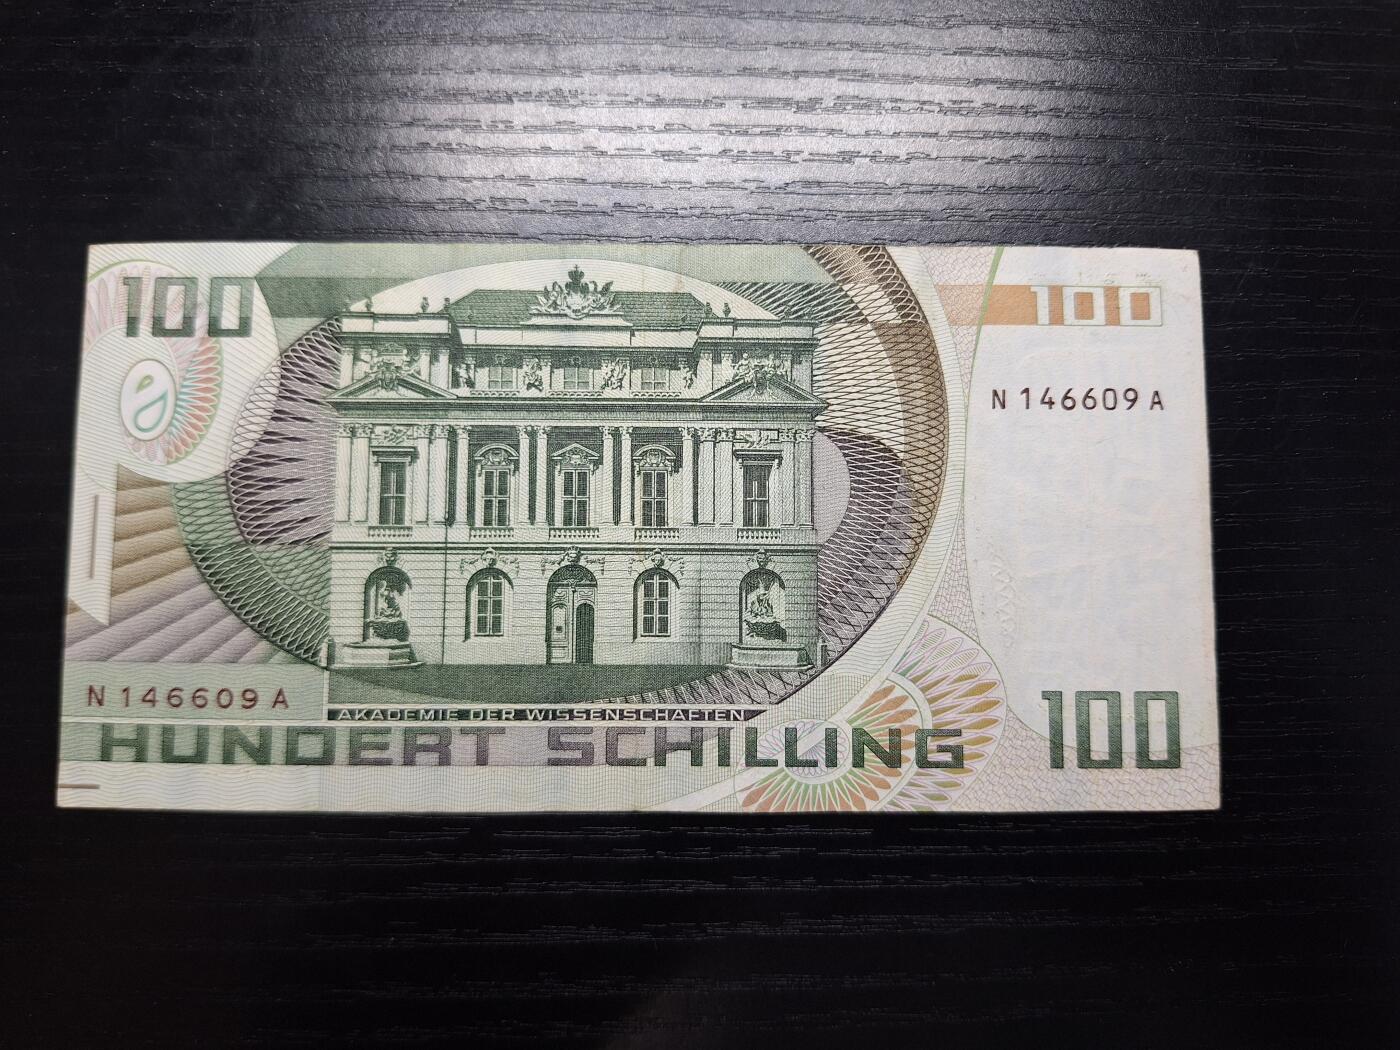 100
100
N 146609 A
N 146609 A
AKADEMIE DER WISSENSCHAFTEN
HUNDERT SCHILLING
100